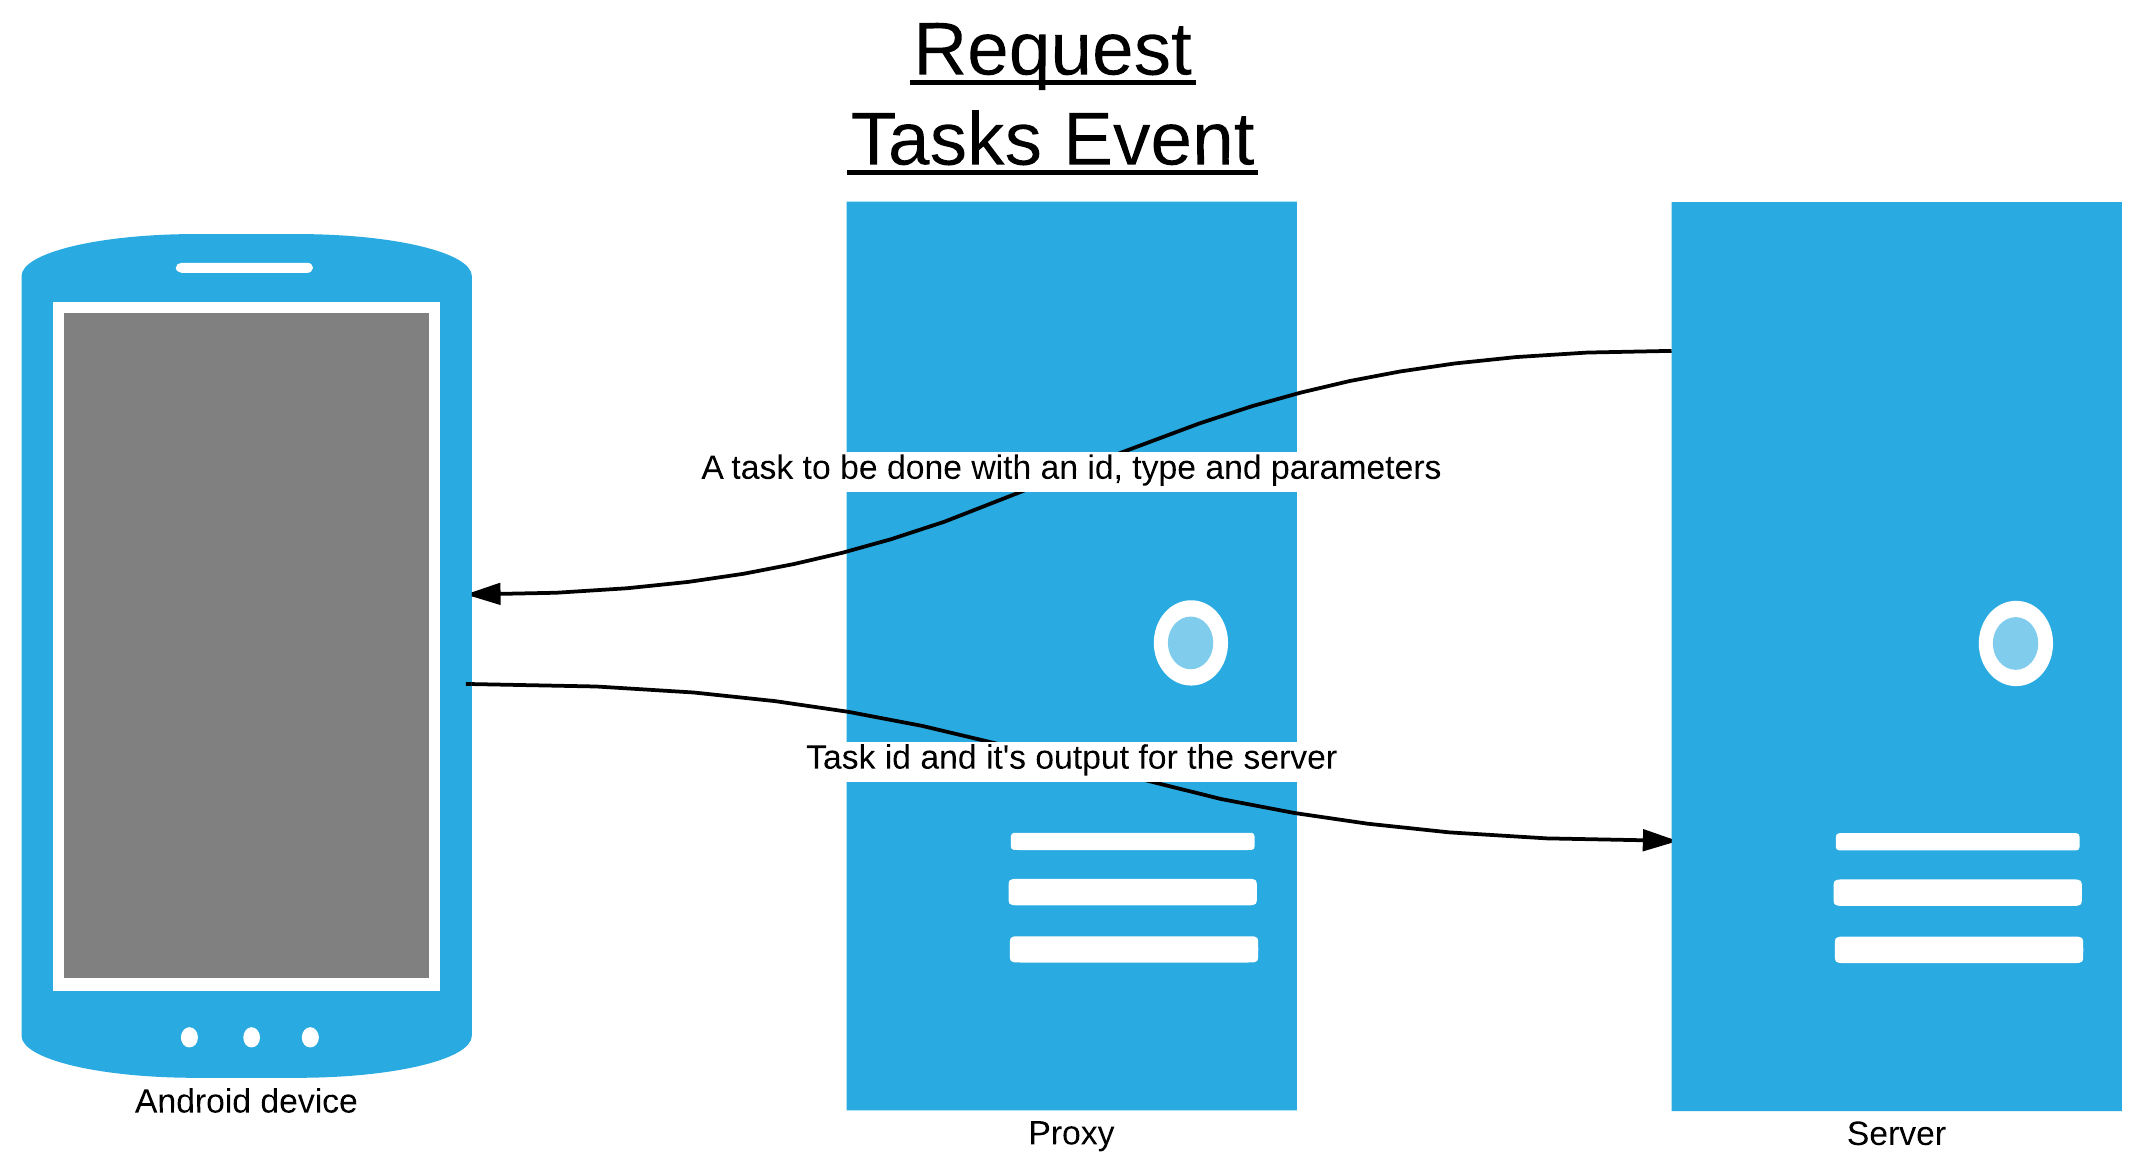 Request
Tasks Event
A task to be done with an id, type and parameters
Task id and it's output for the server
Android device
Proxy
Server